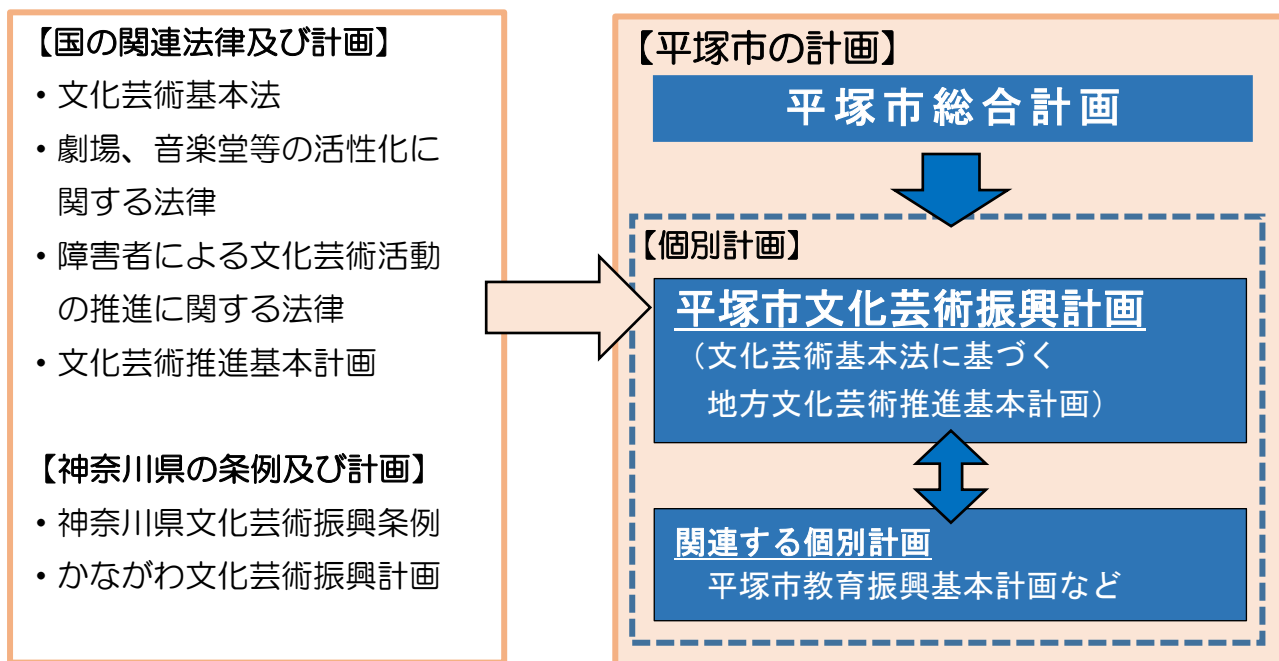 【国の関連法律及び計画】
・文化芸術基本法
・劇場、音楽堂等の活性化に
関する法律
・障害者による文化芸術活動
の推進に関する法律
・文化芸術推進基本計画
【神奈川県の条例及び計画】
・神奈川県文化芸術振興条例
・かながわ文化芸術振興計画
【平塚市の計画】
平塚市総合計画
【個別計画】
平塚市文化芸術振興計画
（文化芸術基本法に基づく
地方文化芸術推進基本計画）
関連する個別計画
平塚市教育振興基本計画など